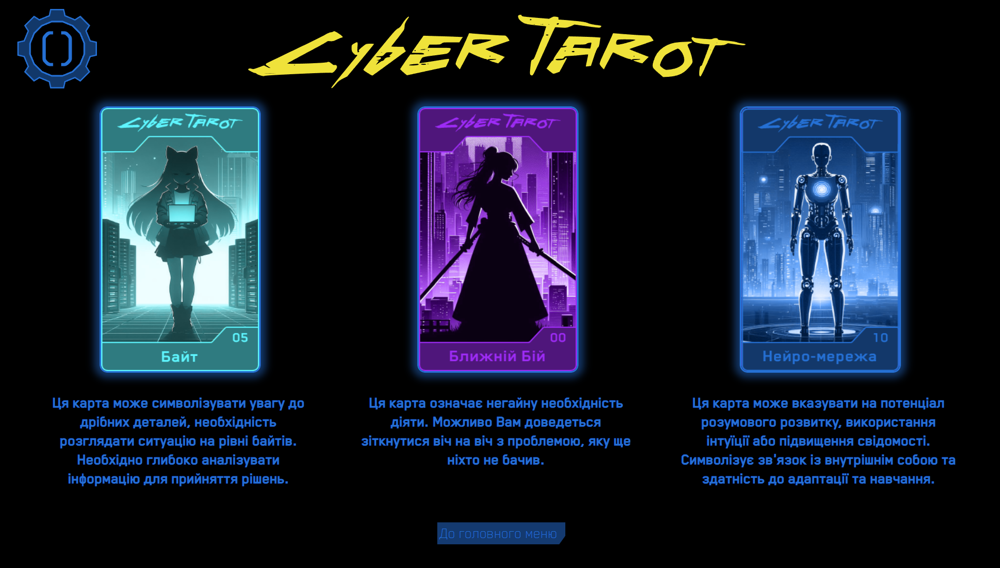 Cyber Tarot
Cyber Tarot
05
Байт
Cyber Tarot
00
Ближній Бій
Cyber Tarot
10
Нейро-мережа
Ця карта може символізувати увагу до
дрібних деталей, необхідність
розглядати ситуацію на рівні байтів.
Необхідно глибоко аналізувати
інформацію для прийняття рішень.
Ця карта означає негайну необхідність
діяти. Можливо Вам доведеться
зіткнутися віч на віч з проблемою, яку ще
ніхто не бачив.
Ця карта може вказувати на потенціал
розумового розвитку, використання
інтуїції або підвищення свідомості.
Символізує зв'язок із внутрішнім собою та
здатність до адаптації та навчання.
До головного меню